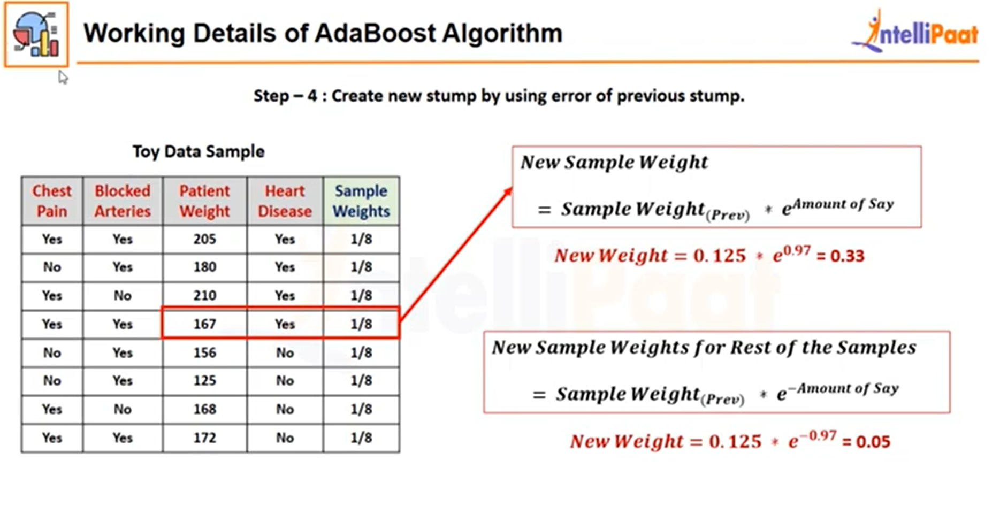 Working Details of AdaBoost Algorithm
IntelliPaat
Step – 4 : Create new stump by using error of previous stump.
Toy Data Sample
Chest Pain Blocked Arteries Patient Weight Heart Disease Sample Weights
Yes Yes 205 Yes 1/8
No Yes 180 Yes 1/8
Yes No 210 Yes 1/8
Yes Yes 167 Yes 1/8
No Yes 156 No 1/8
No Yes 125 No 1/8
Yes No 168 No 1/8
Yes Yes 172 No 1/8
New Sample Weight
= Sample Weight(Prev) * e^Amount of Say
New Weight = 0.125 * e^0.97 = 0.33
New Sample Weights for Rest of the Samples
= Sample Weight(Prev) * e^−Amount of Say
New Weight = 0.125 * e^−0.97 = 0.05
IntelliPaat